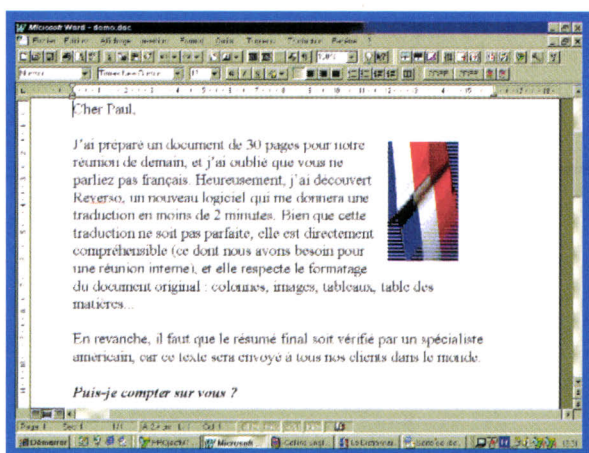 Microsoft Word - demo.doc
Cher Paul,
J'ai préparé un document de 30 pages pour notre
réunion de demain, et j'ai oublié que vous ne
parliez pas français. Heureusement, j'ai découvert
Reverso, un nouveau logiciel qui me donnera une
traduction en moins de 2 minutes. Bien que cette
traduction ne soit pas parfaite, elle est directement
compréhensible (ce dont nous avons besoin pour
une réunion interne), et elle respecte le formatage
du document original : colonnes, images, tableaux, table des
matières...
En revanche, il faut que le résumé final soit vérifié par un spécialiste
américain, car ce texte sera envoyé à tous nos clients dans le monde.
Puis-je compter sur vous ?
Démarrer Microsoft